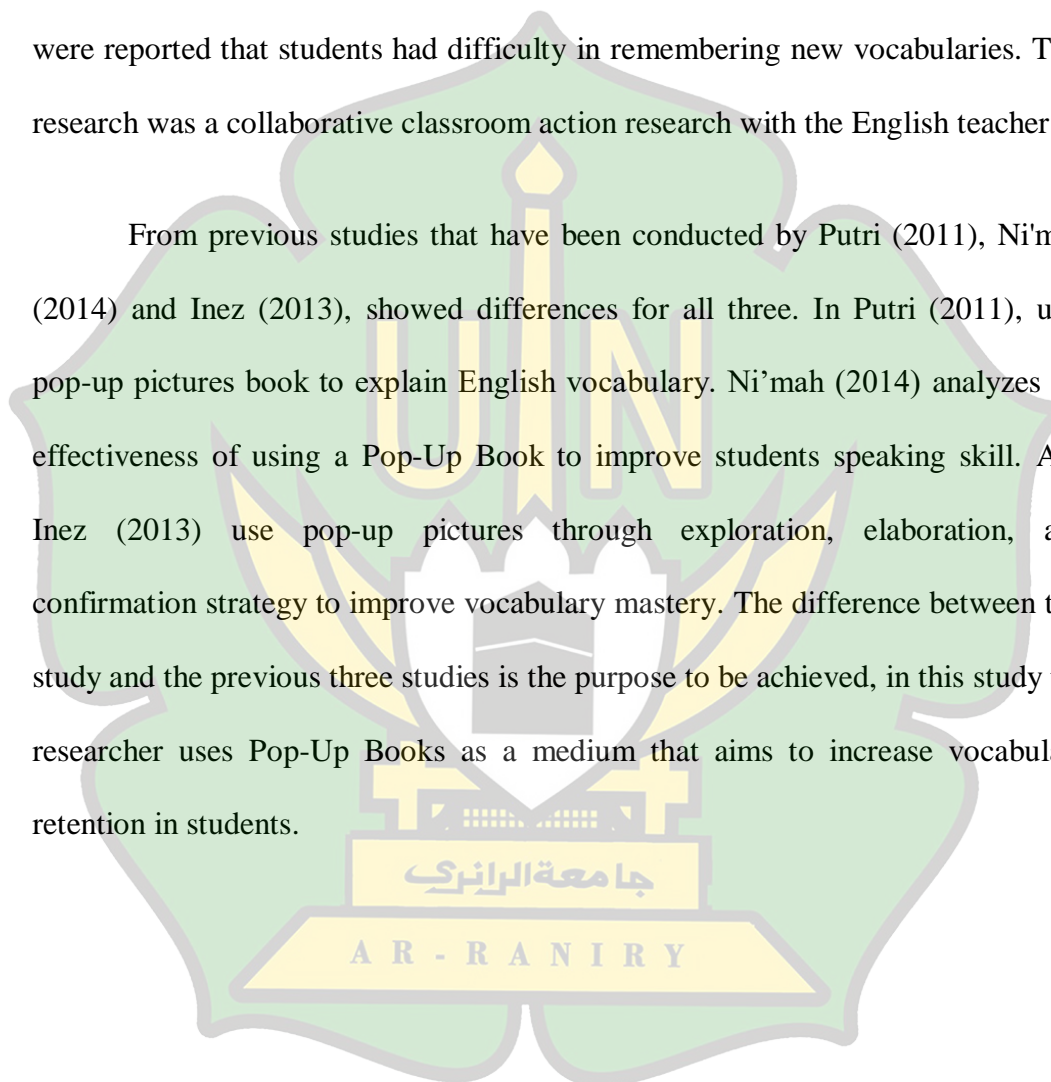 were reported that students had difficulty in remembering new vocabularies. T
research was a collaborative classroom action research with the English teacher
From previous studies that have been conducted by Putri (2011), Ni'm
(2014) and Inez (2013), showed differences for all three. In Putri (2011), u
pop-up pictures book to explain English vocabulary. Ni’mah (2014) analyzes
effectiveness of using a Pop-Up Book to improve students speaking skill. A
Inez (2013) use pop-up pictures through exploration, elaboration, a
confirmation strategy to improve vocabulary mastery. The difference between t
study and the previous three studies is the purpose to be achieved, in this study
researcher uses Pop-Up Books as a medium that aims to increase vocabula
retention in students.
UIN
جامعة الرانري
AR-RANIRY